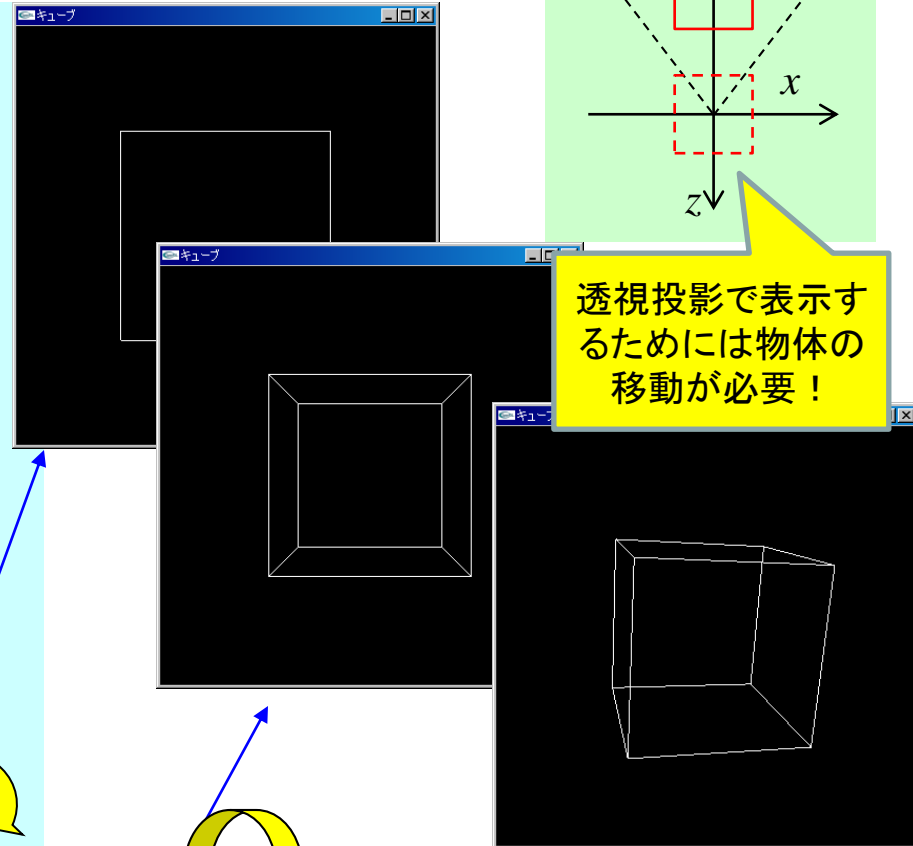 キューブ
x
z
キューブ
透視投影で表示す
るためには物体の
移動が必要！
キューブ